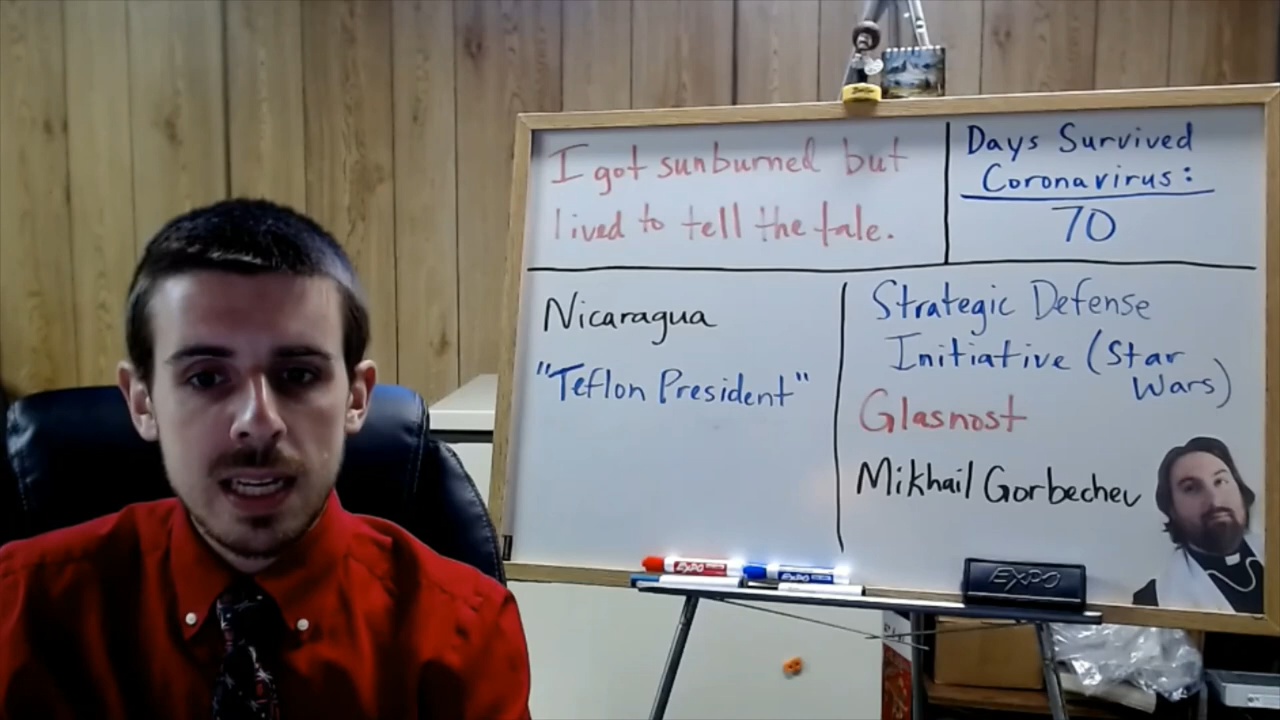 I got sunburned but
lived to tell the tale.
Days Survived
Coronavirus:
70
Nicaragua
"Teflon President"
Strategic Defense
Initiative (Star
Wars)
Glasnost
Mikhail Gorbechev
EXPO
EXPO
EXPO